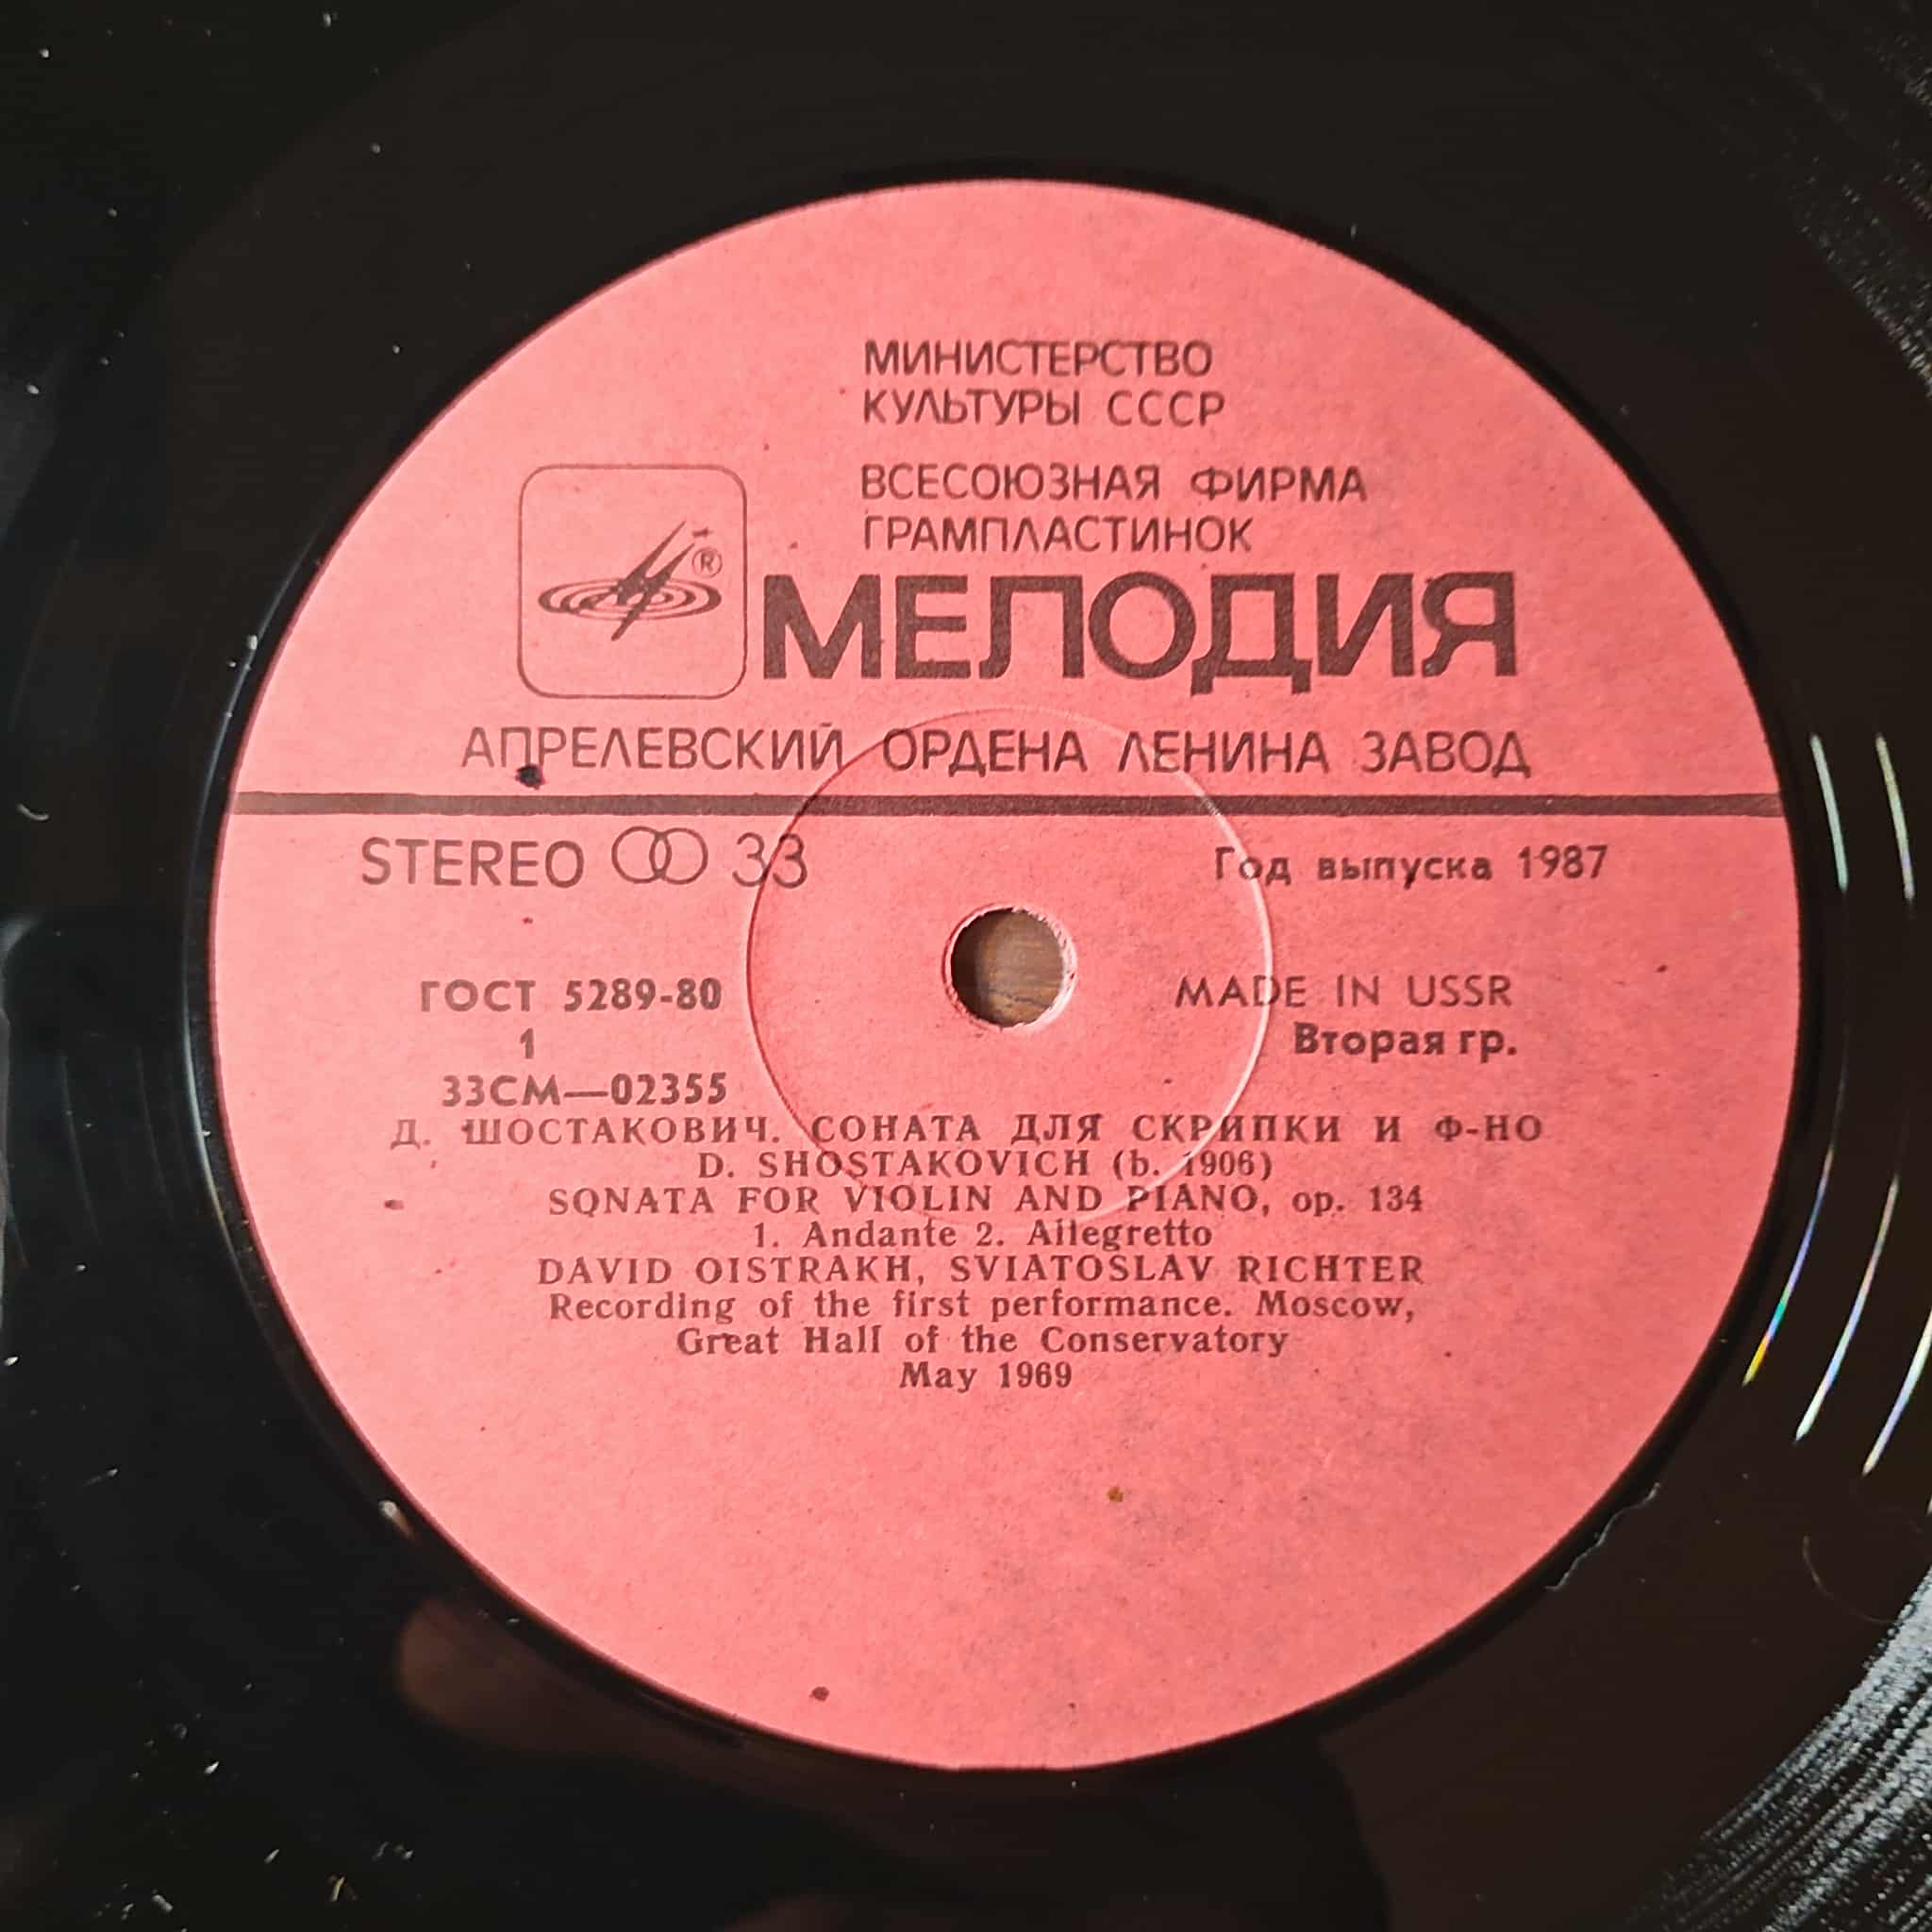 МИНИСТЕРСТВО
КУЛЬТУРЫ СССР
ВСЕСОЮЗНАЯ ФИРМА
ГРАМПЛАСТИНОК
®
МЕЛОДИЯ
АПРЕЛЕВСКИЙ ОРДЕНА ЛЕНИНА ЗАВОД
STEREO 33
Год выпуска 1987
ГОСТ 5289-80
MADE IN USSR
1
Вторая гр.
33СМ—02355
Д. ШОСТАКОВИЧ. СОНАТА ДЛЯ СКРИПКИ И Ф-НО
D. SHOSTAKOVICH (b. 1906)
SONATA FOR VIOLIN AND PIANO, op. 134
1. Andante 2. Allegretto
DAVID OISTRAKH, SVIATOSLAV RICHTER
Recording of the first performance. Moscow,
Great Hall of the Conservatory
May 1969